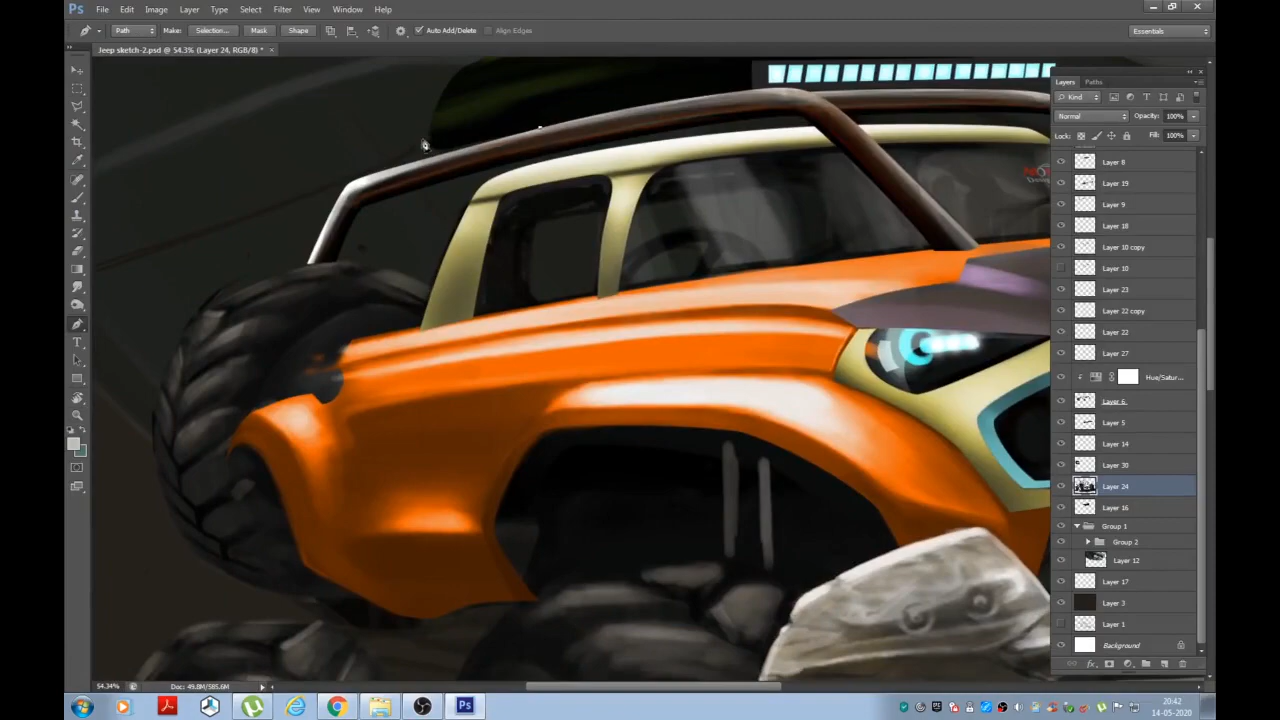 Ps File Edit Image Layer Type Select Filter View Window Help
Path Make: Selection... Mask Shape Auto Add/Delete Align Edges Essentials
Jeep sketch-2.psd @ 54.3% (Layer 24, RGB/8) * ×
Layers Paths
Kind
Normal Opacity: 100%
Lock: Fill: 100%
Layer 8
Layer 19
Layer 9
Layer 18
Layer 10 copy
Layer 10
Layer 23
Layer 22 copy
Layer 22
Layer 27
Hue/Satur...
Layer 6
Layer 5
Layer 14
Layer 30
Layer 24
Layer 16
Group 1
Group 2
Layer 12
Layer 17
Layer 3
Layer 1
Background
54.34% Doc: 49.8M/585.6M
Ps
20:42
14-05-2020